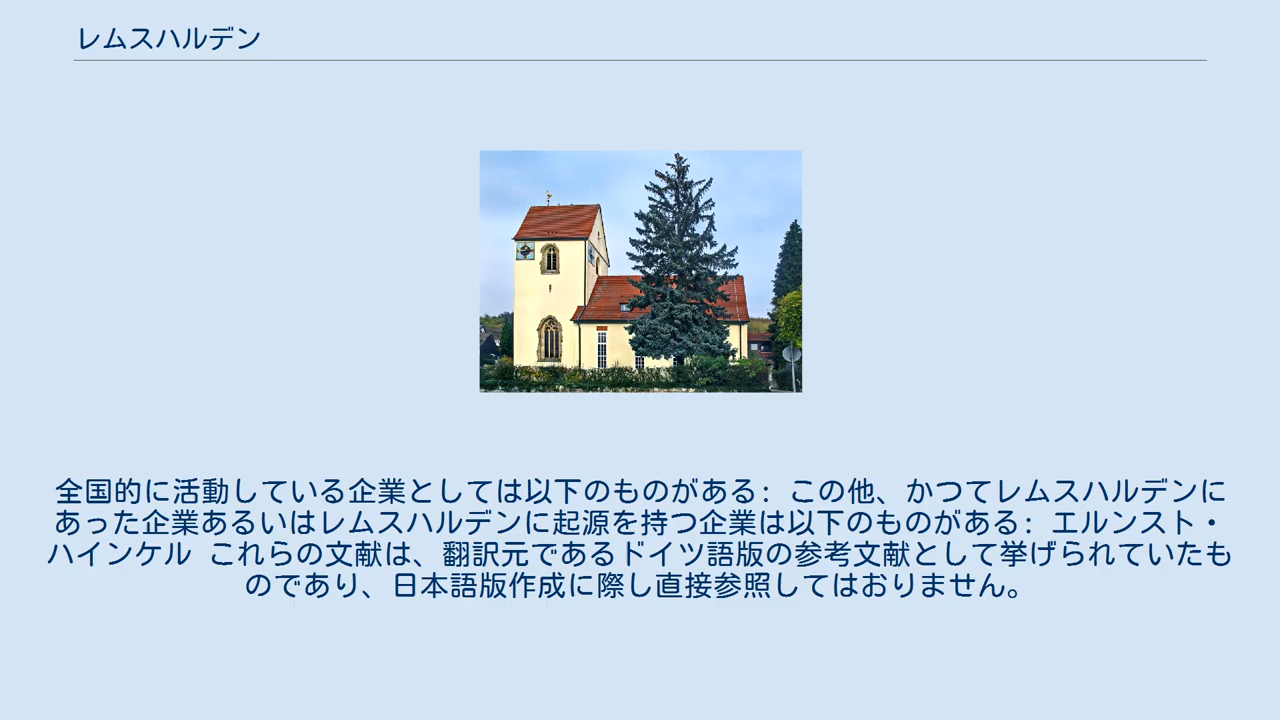 レムスハルデン
全国的に活動している企業としては以下のものがある: この他、かつてレムスハルデンに
あった企業あるいはレムスハルデンに起源を持つ企業は以下のものがある: エルンスト・
ハインケル これらの文献は、翻訳元であるドイツ語版の参考文献として挙げられていたも
のであり、日本語版作成に際し直接参照してはおりません。